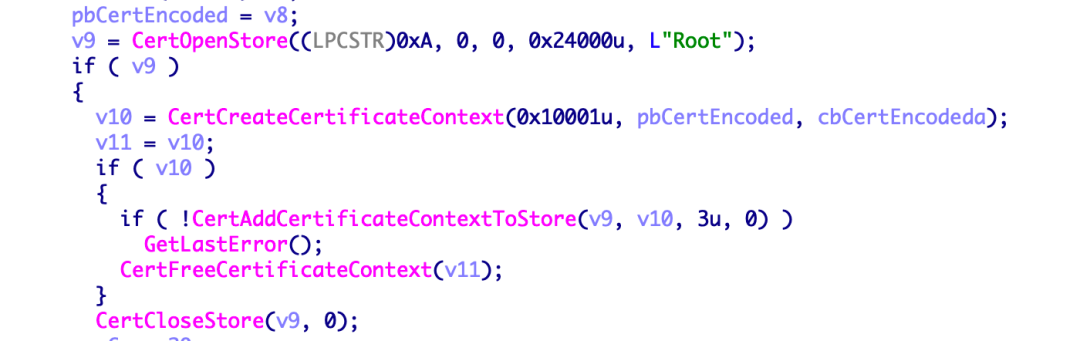 pbCertEncoded = v8;
v9 = CertOpenStore((LPCSTR)0xA, 0, 0, 0x24000u, L"Root");
if ( v9 )
{
v10 = CertCreateCertificateContext(0x10001u, pbCertEncoded, cbCertEncodeda);
v11 = v10;
if ( v10 )
{
if ( !CertAddCertificateContextToStore(v9, v10, 3u, 0) )
GetLastError();
CertFreeCertificateContext(v11);
}
CertCloseStore(v9, 0);